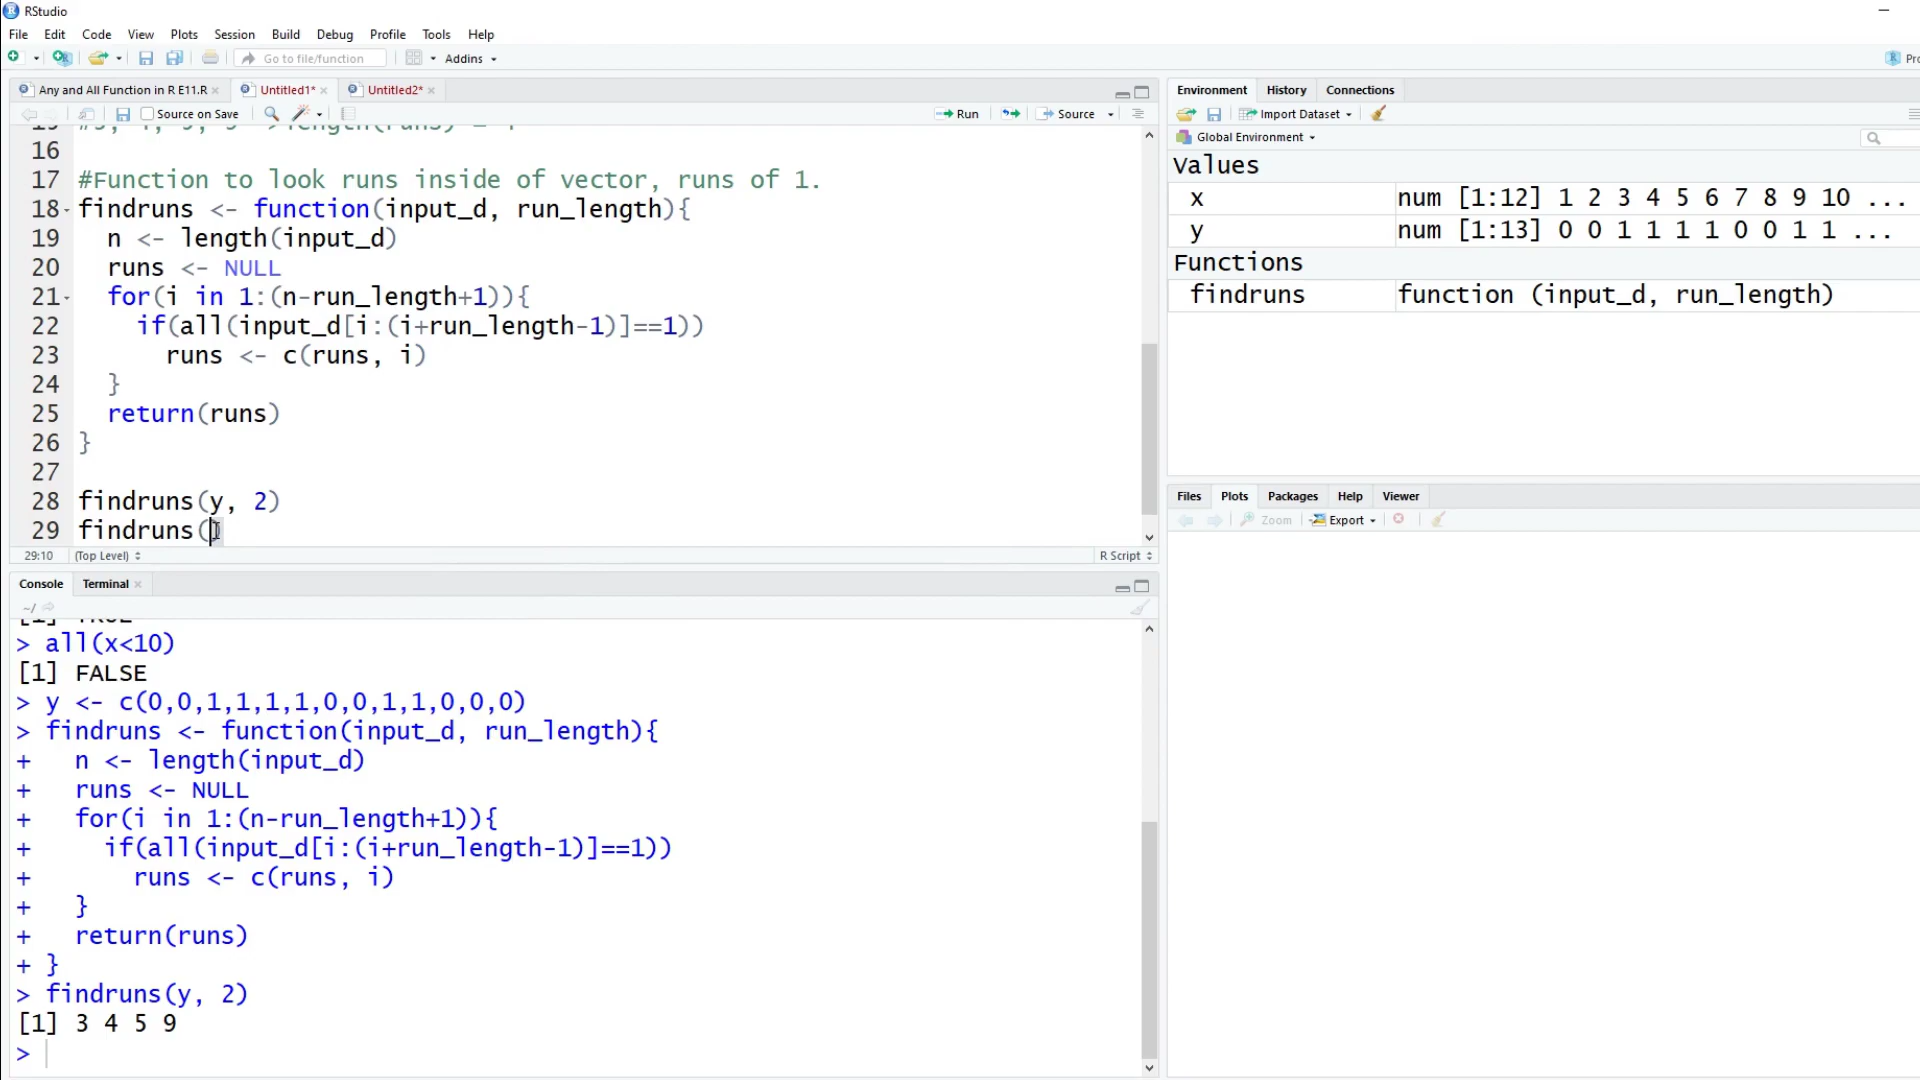 RStudio
File Edit Code View Plots Session Build Debug Profile Tools Help
Go to file/function Addins
Any and All Function in R E11.R Untitled1* Untitled2*
Source on Save Run Source
16
17 #Function to look runs inside of vector, runs of 1.
18 findruns <- function(input_d, run_length){
19 n <- length(input_d)
20 runs <- NULL
21 for(i in 1:(n-run_length+1)){
22 if(all(input_d[i:(i+run_length-1)]==1))
23 runs <- c(runs, i)
24 }
25 return(runs)
26 }
27
28 findruns(y, 2)
29 findruns()
29:10 (Top Level) R Script
Console Terminal
~/
[1] TRUE
> all(x<10)
[1] FALSE
> y <- c(0,0,1,1,1,1,0,0,1,1,0,0,0)
> findruns <- function(input_d, run_length){
+ n <- length(input_d)
+ runs <- NULL
+ for(i in 1:(n-run_length+1)){
+ if(all(input_d[i:(i+run_length-1)]==1))
+ runs <- c(runs, i)
+ }
+ return(runs)
+ }
> findruns(y, 2)
[1] 3 4 5 9
>
Environment History Connections
Import Dataset
Global Environment
Values
x num [1:12] 1 2 3 4 5 6 7 8 9 10 ...
y num [1:13] 0 0 1 1 1 1 0 0 1 1 ...
Functions
findruns function (input_d, run_length)
Files Plots Packages Help Viewer
Zoom Export